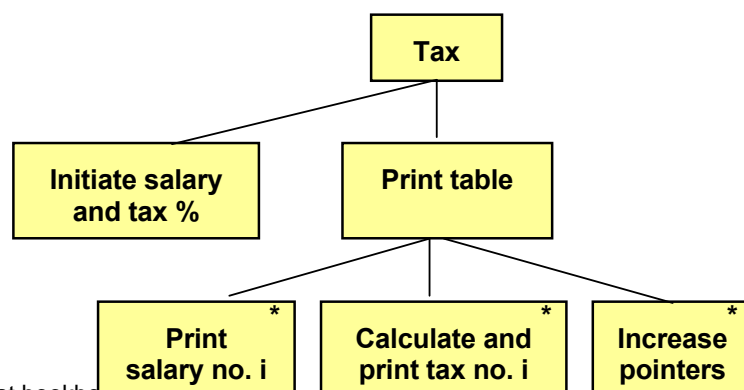 Tax
Initiate salary
and tax %
Print table
*
Print
salary no. i
*
Calculate and
print tax no. i
*
Increase
pointers